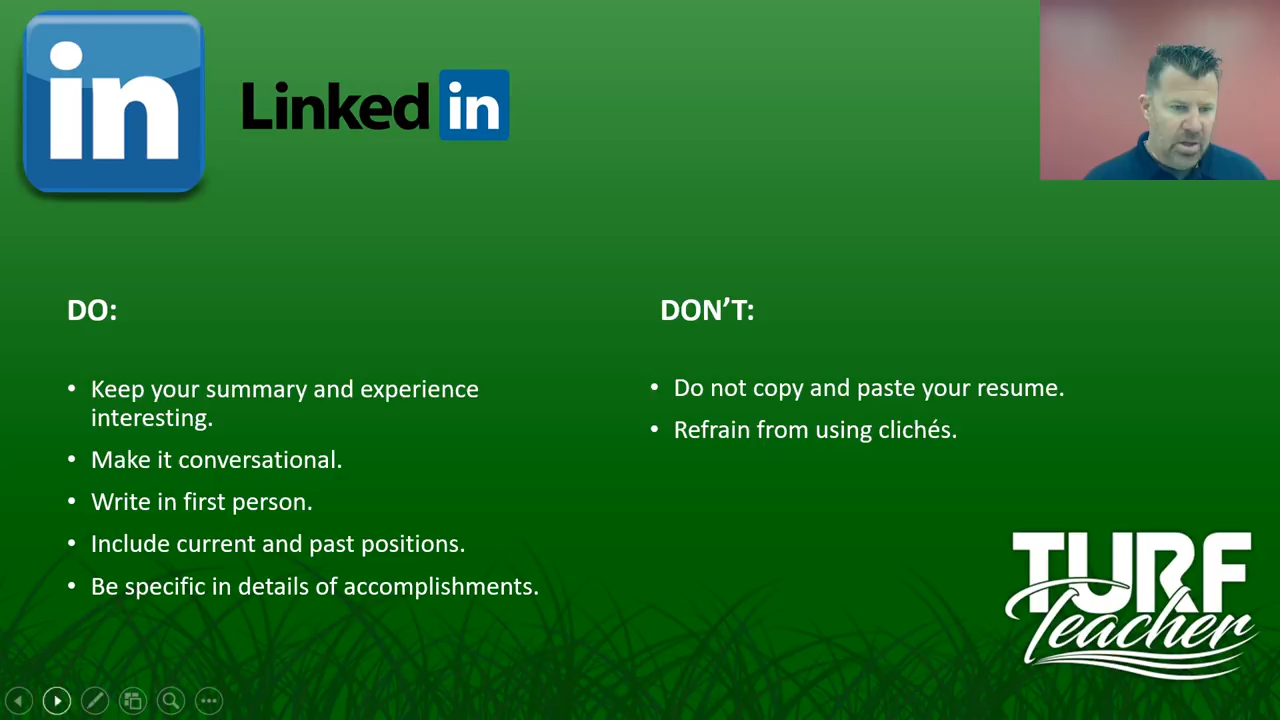 in
Linked in
DO:
Keep your summary and experience
interesting.
Make it conversational.
Write in first person.
Include current and past positions.
Be specific in details of accomplishments.
DON’T:
Do not copy and paste your resume.
Refrain from using clichés.
TURF
Teacher